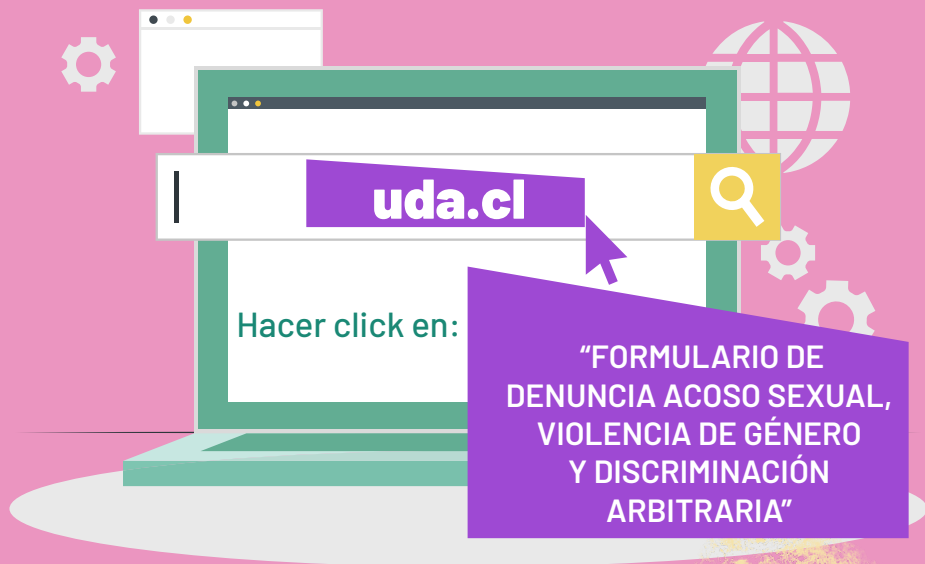 uda.cl
Hacer click en:
“FORMULARIO DE
DENUNCIA ACOSO SEXUAL,
VIOLENCIA DE GÉNERO
Y DISCRIMINACIÓN
ARBITRARIA”